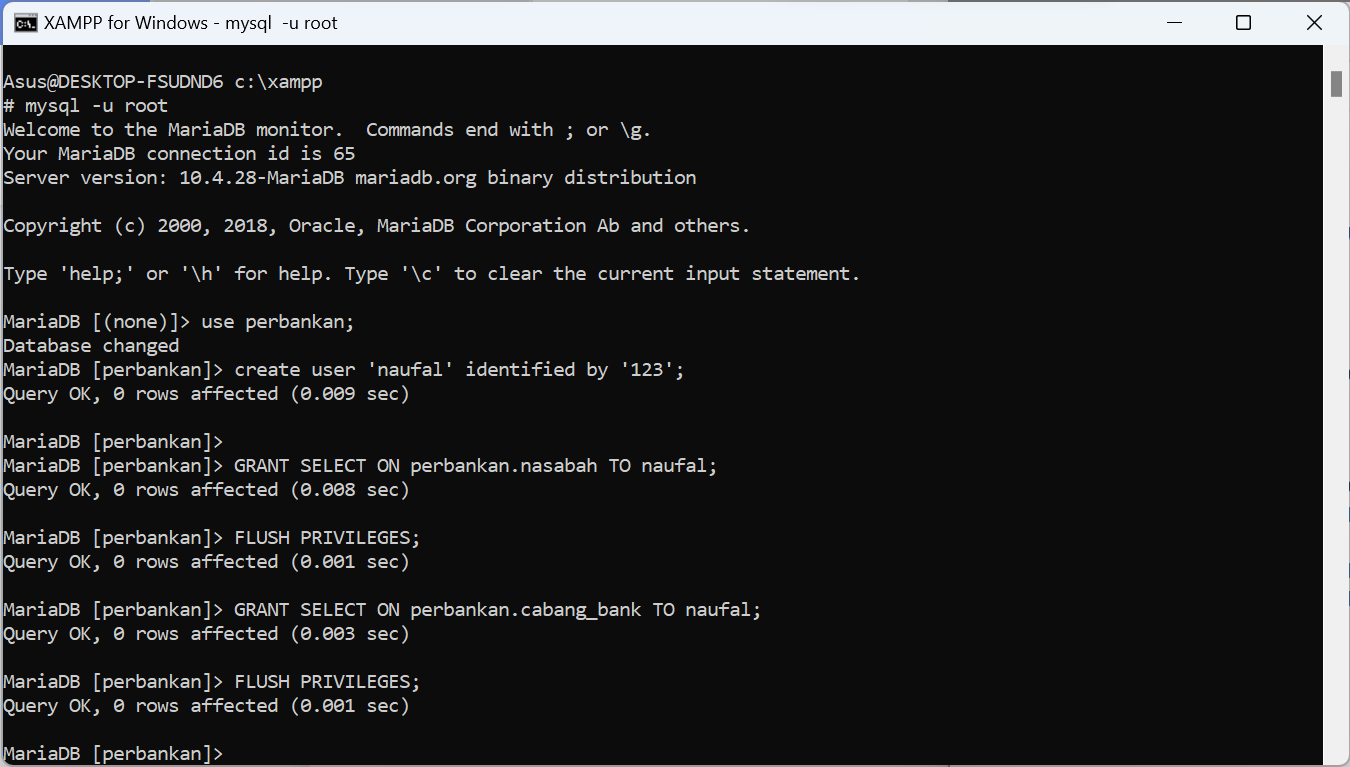 XAMPP for Windows - mysql  -u root
Asus@DESKTOP-FSUDND6 c:\xampp
# mysql -u root
Welcome to the MariaDB monitor.  Commands end with ; or \g.
Your MariaDB connection id is 65
Server version: 10.4.28-MariaDB mariadb.org binary distribution
Copyright (c) 2000, 2018, Oracle, MariaDB Corporation Ab and others.
Type 'help;' or '\h' for help. Type '\c' to clear the current input statement.
MariaDB [(none)]> use perbankan;
Database changed
MariaDB [perbankan]> create user 'naufal' identified by '123';
Query OK, 0 rows affected (0.009 sec)
MariaDB [perbankan]>
MariaDB [perbankan]> GRANT SELECT ON perbankan.nasabah TO naufal;
Query OK, 0 rows affected (0.008 sec)
MariaDB [perbankan]> FLUSH PRIVILEGES;
Query OK, 0 rows affected (0.001 sec)
MariaDB [perbankan]> GRANT SELECT ON perbankan.cabang_bank TO naufal;
Query OK, 0 rows affected (0.003 sec)
MariaDB [perbankan]> FLUSH PRIVILEGES;
Query OK, 0 rows affected (0.001 sec)
MariaDB [perbankan]>